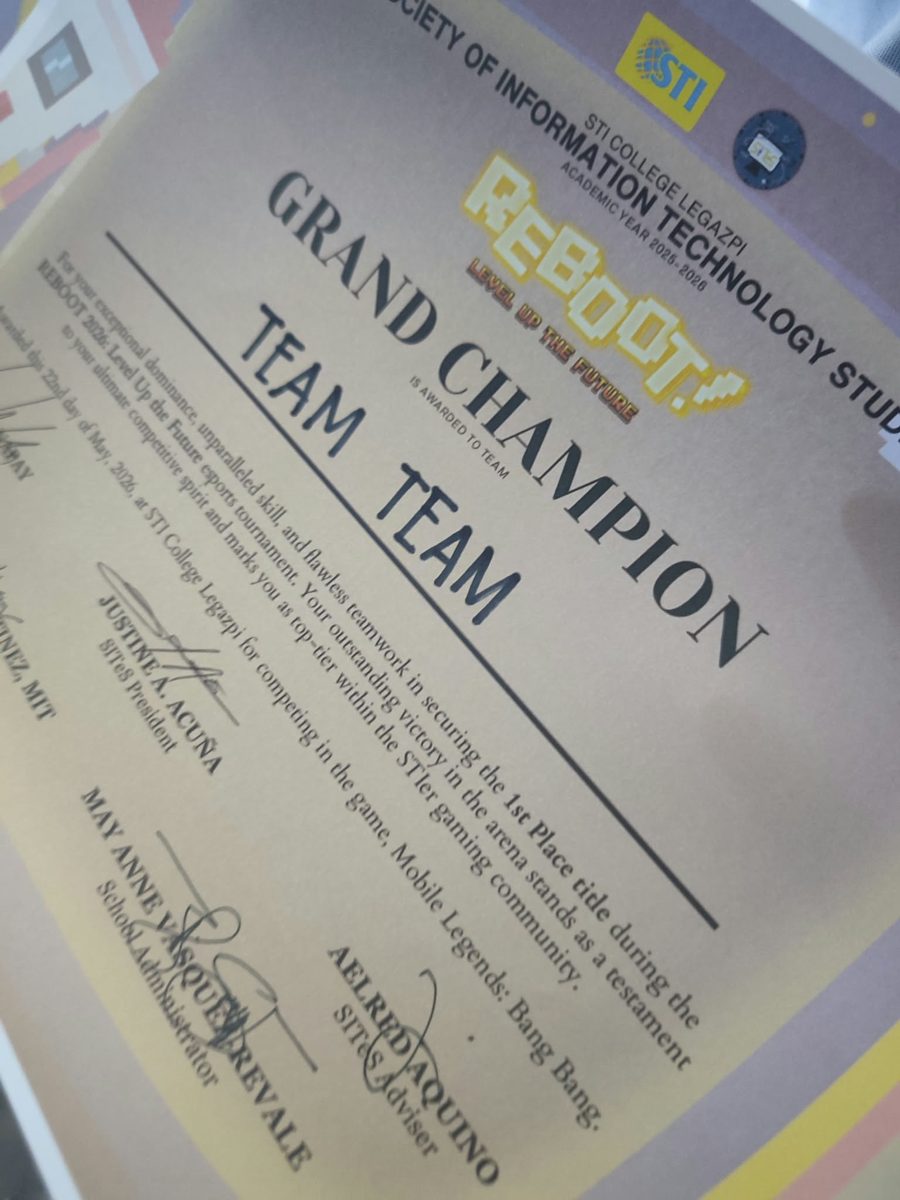 STI
STI COLLEGE LEGAZPI
SOCIETY OF INFORMATION TECHNOLOGY
ACADEMIC YEAR 2025-2026
REBOOT!
LEVEL UP THE FUTURE
GRAND CHAMPION
IS AWARDED TO TEAM
TEAM TEAM
For your exceptional dominance, unparalleled skill, and flawless teamwork in securing the 1st Place title during the
REBOOT 2026: Level Up the Future esports tournament. Your outstanding victory in the arena stands as a testament
to your ultimate competitive spirit and marks you as top-tier within the STIer gaming community.
Awarded this 22nd day of May, 2026, at STI College Legazpi for competing in the game, Mobile Legends: Bang Bang.
JUSTINE A. ACUÑA
SITeS President
MIT
AELRED AQUINO
SITeS Adviser
MAY ANNE VASQUEZ REVALE
School Administrator